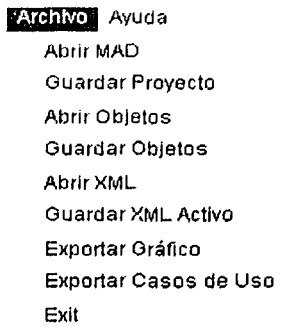 Archivo Ayuda
Abrir MAD
Guardar Proyecto
Abrir Objetos
Guardar Objetos
Abrir XML
Guardar XML Activo
Exportar Gráfico
Exportar Casos de Uso
Exit